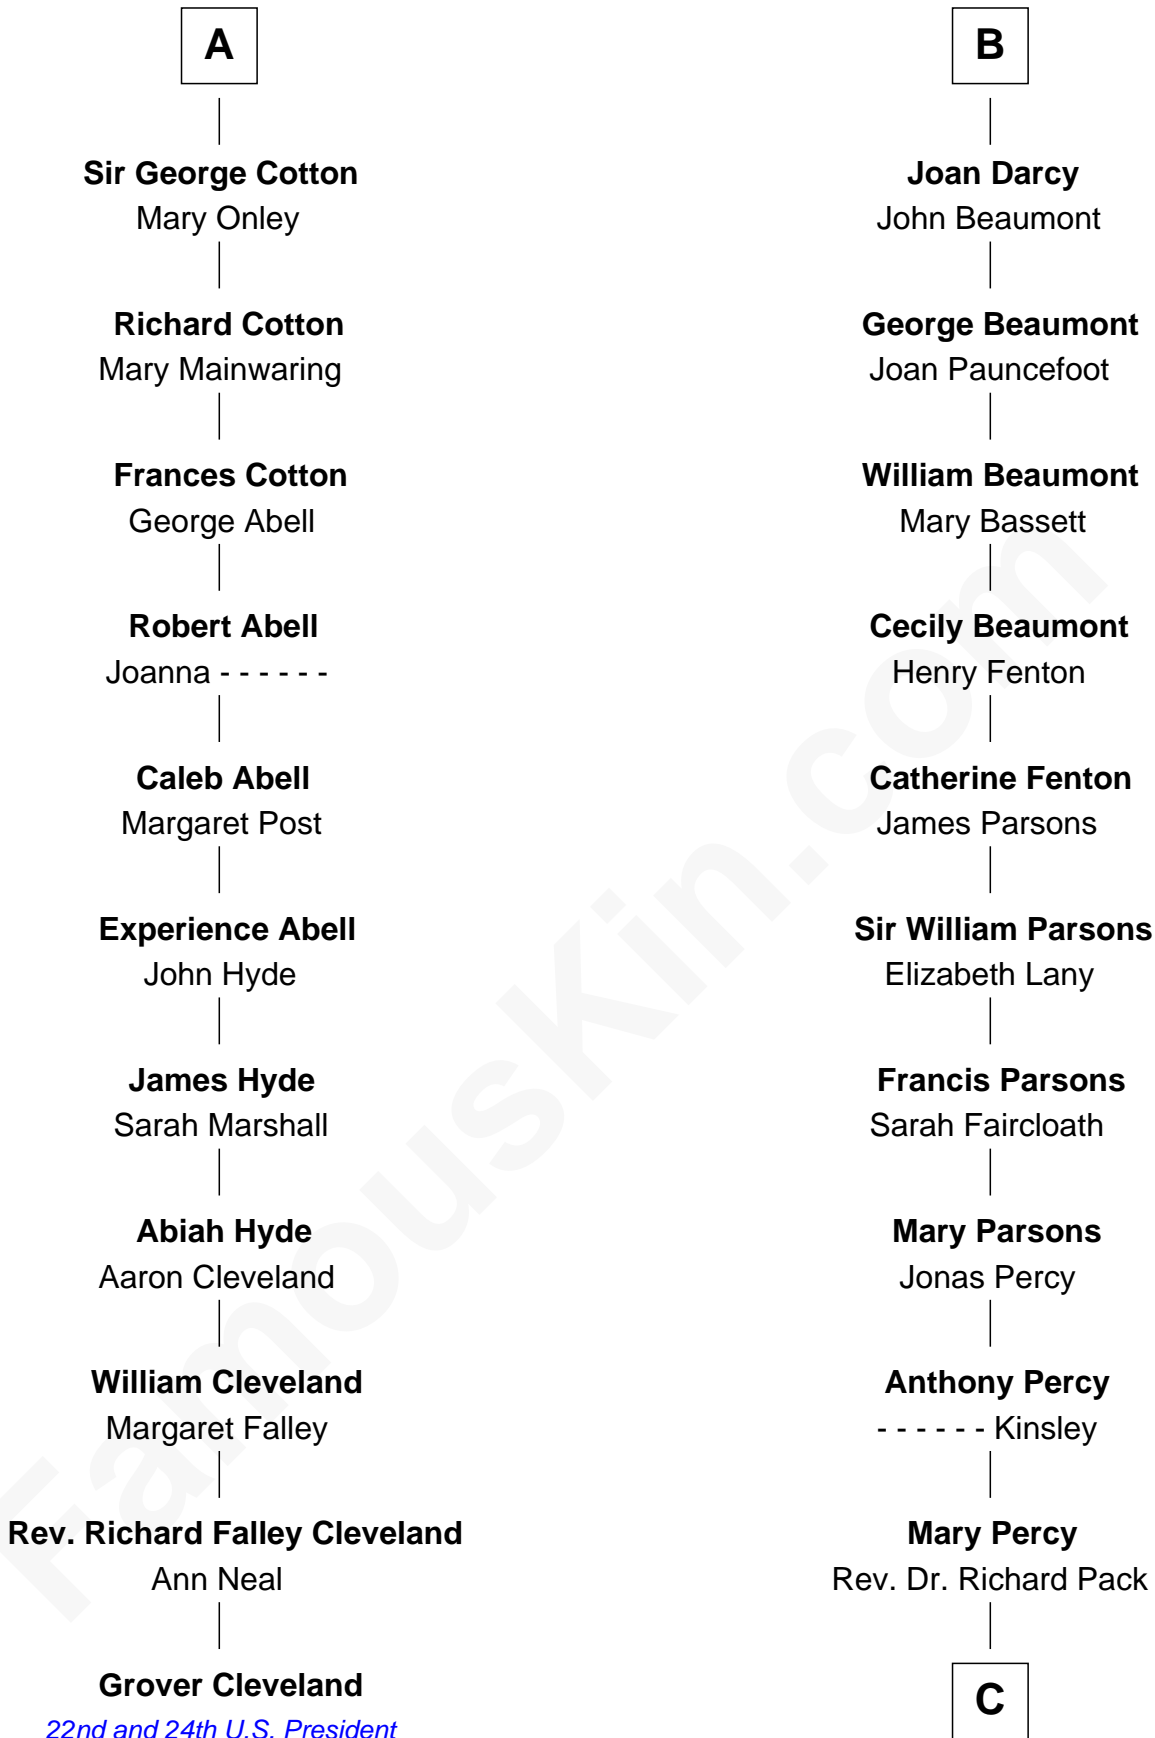 A
Sir George Cotton
Mary Onley
Richard Cotton
Mary Mainwaring
Frances Cotton
George Abell
Robert Abell
Joanna - - - - - -
Caleb Abell
Margaret Post
Experience Abell
John Hyde
James Hyde
Sarah Marshall
Abiah Hyde
Aaron Cleveland
William Cleveland
Margaret Falley
Rev. Richard Falley Cleveland
Ann Neal
Grover Cleveland
22nd and 24th U.S. President
B
Joan Darcy
John Beaumont
George Beaumont
Joan Pauncefoot
William Beaumont
Mary Bassett
Cecily Beaumont
Henry Fenton
Catherine Fenton
James Parsons
Sir William Parsons
Elizabeth Lany
Francis Parsons
Sarah Faircloath
Mary Parsons
Jonas Percy
Anthony Percy
- - - - - - Kinsley
Mary Percy
Rev. Dr. Richard Pack
C
FamousKin.com